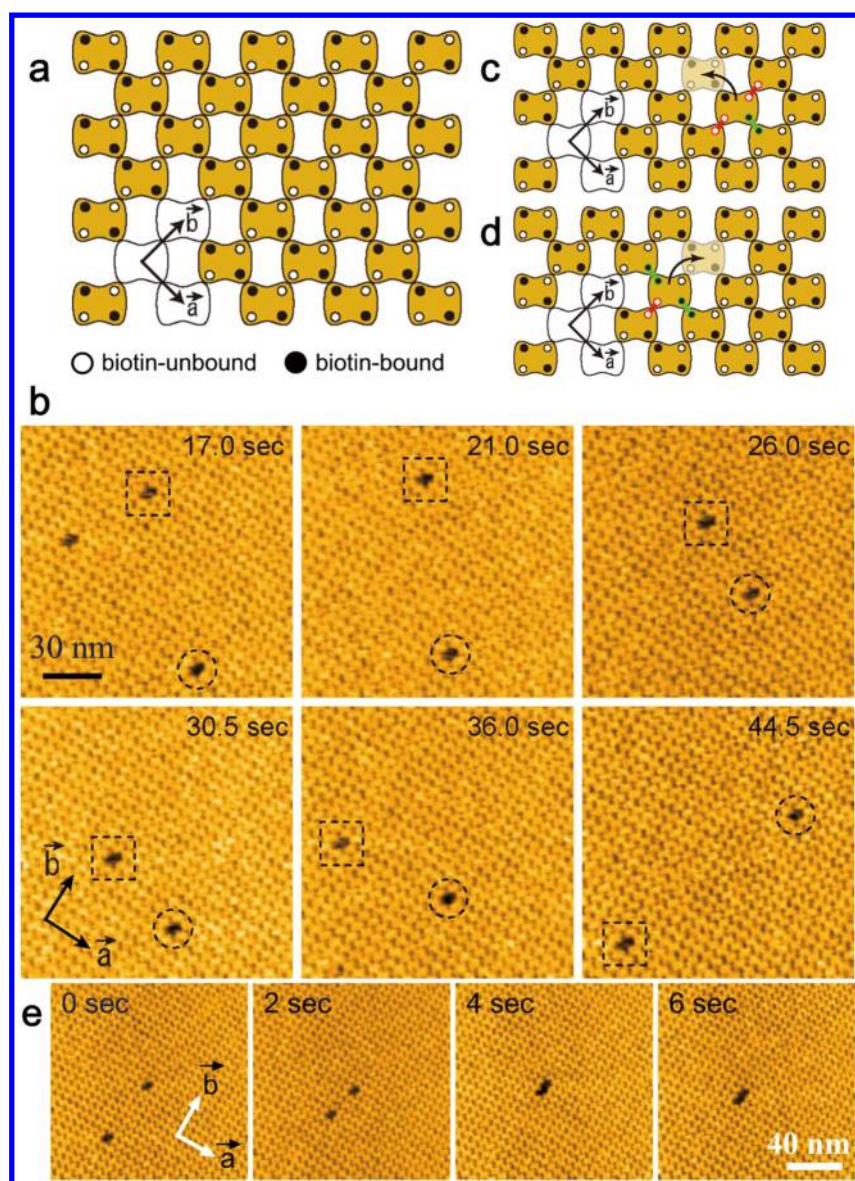 a
b
a
biotin-unbound
biotin-bound
c
b
a
d
b
a
b
17.0 sec
21.0 sec
26.0 sec
30 nm
30.5 sec
36.0 sec
44.5 sec
b
a
e
0 sec
2 sec
4 sec
6 sec
b
a
40 nm